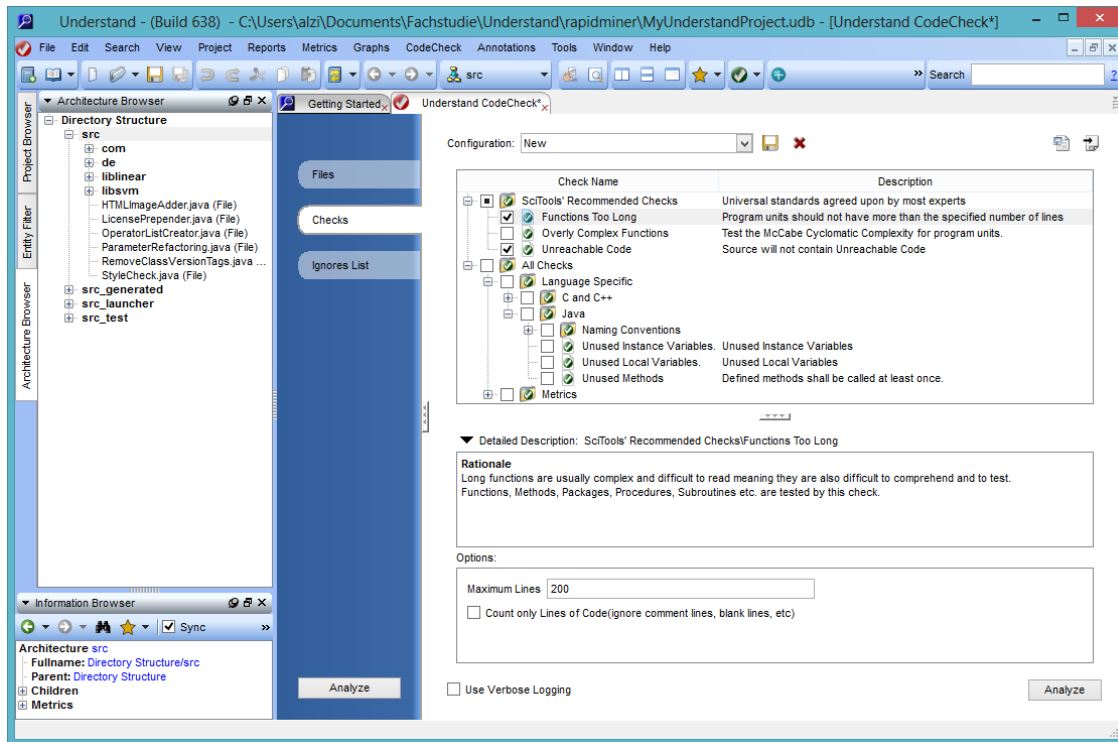 Understand - (Build 638) - C:\Users\alzi\Documents\Fachstudie\Understand\rapidminer\MyUnderstandProject.udb - [Understand CodeCheck*]
File Edit Search View Project Reports Metrics Graphs CodeCheck Annotations Tools Window Help
src
» Search
Project Browser
Entity Filter
Architecture Browser
Architecture Browser
Directory Structure
src
com
de
liblinear
libsvm
HTMLImageAdder.java (File)
LicensePrepender.java (File)
OperatorListCreator.java (File)
ParameterRefactoring.java (File)
RemoveClassVersionTags.java ...
StyleCheck.java (File)
src_generated
src_launcher
src_test
Information Browser
Sync »
Architecture src
Fullname: Directory Structure/src
Parent: Directory Structure
Children
Metrics
Getting Started Understand CodeCheck*
Files
Checks
Ignores List
Analyze
Configuration: New
Check Name Description
SciTools' Recommended Checks Universal standards agreed upon by most experts
Functions Too Long Program units should not have more than the specified number of lines
Overly Complex Functions Test the McCabe Cyclomatic Complexity for program units.
Unreachable Code Source will not contain Unreachable Code
All Checks
Language Specific
C and C++
Java
Naming Conventions
Unused Instance Variables. Unused Instance Variables
Unused Local Variables. Unused Local Variables
Unused Methods Defined methods shall be called at least once.
Metrics
Detailed Description: SciTools' Recommended Checks\Functions Too Long
Rationale
Long functions are usually complex and difficult to read meaning they are also difficult to comprehend and to test.
Functions, Methods, Packages, Procedures, Subroutines etc. are tested by this check.
Options:
Maximum Lines 200
Count only Lines of Code(ignore comment lines, blank lines, etc)
Use Verbose Logging
Analyze